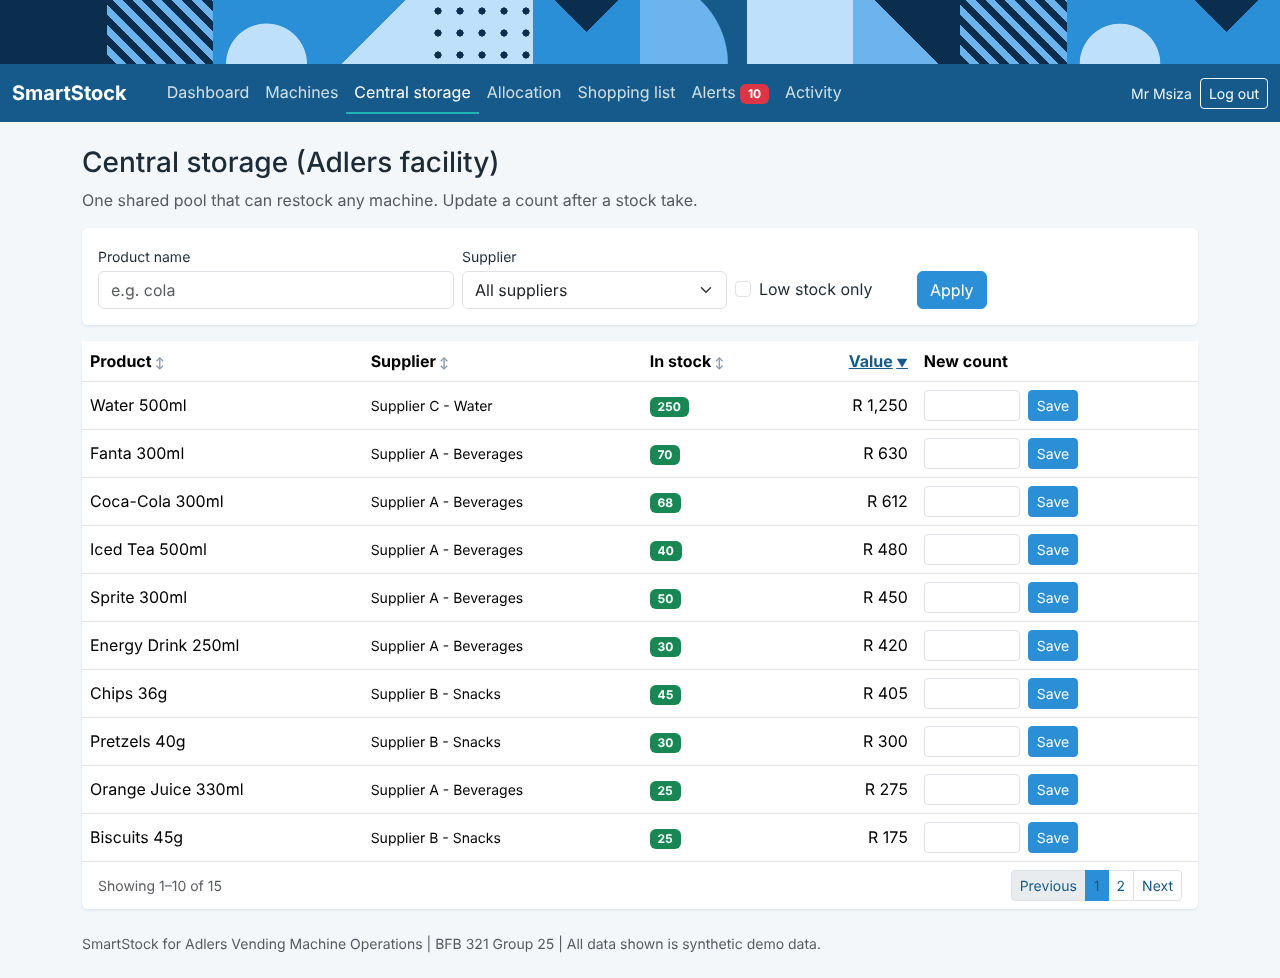 SmartStock Dashboard Machines Central storage Allocation Shopping list Alerts 10 Activity Mr Msiza Log out
Central storage (Adlers facility)
One shared pool that can restock any machine. Update a count after a stock take.
Product name Supplier
e.g. cola All suppliers Low stock only Apply
Product Supplier In stock Value New count
Water 500ml Supplier C - Water 250 R 1,250 Save
Fanta 300ml Supplier A - Beverages 70 R 630 Save
Coca-Cola 300ml Supplier A - Beverages 68 R 612 Save
Iced Tea 500ml Supplier A - Beverages 40 R 480 Save
Sprite 300ml Supplier A - Beverages 50 R 450 Save
Energy Drink 250ml Supplier A - Beverages 30 R 420 Save
Chips 36g Supplier B - Snacks 45 R 405 Save
Pretzels 40g Supplier B - Snacks 30 R 300 Save
Orange Juice 330ml Supplier A - Beverages 25 R 275 Save
Biscuits 45g Supplier B - Snacks 25 R 175 Save
Showing 1–10 of 15 Previous 1 2 Next
SmartStock for Adlers Vending Machine Operations | BFB 321 Group 25 | All data shown is synthetic demo data.